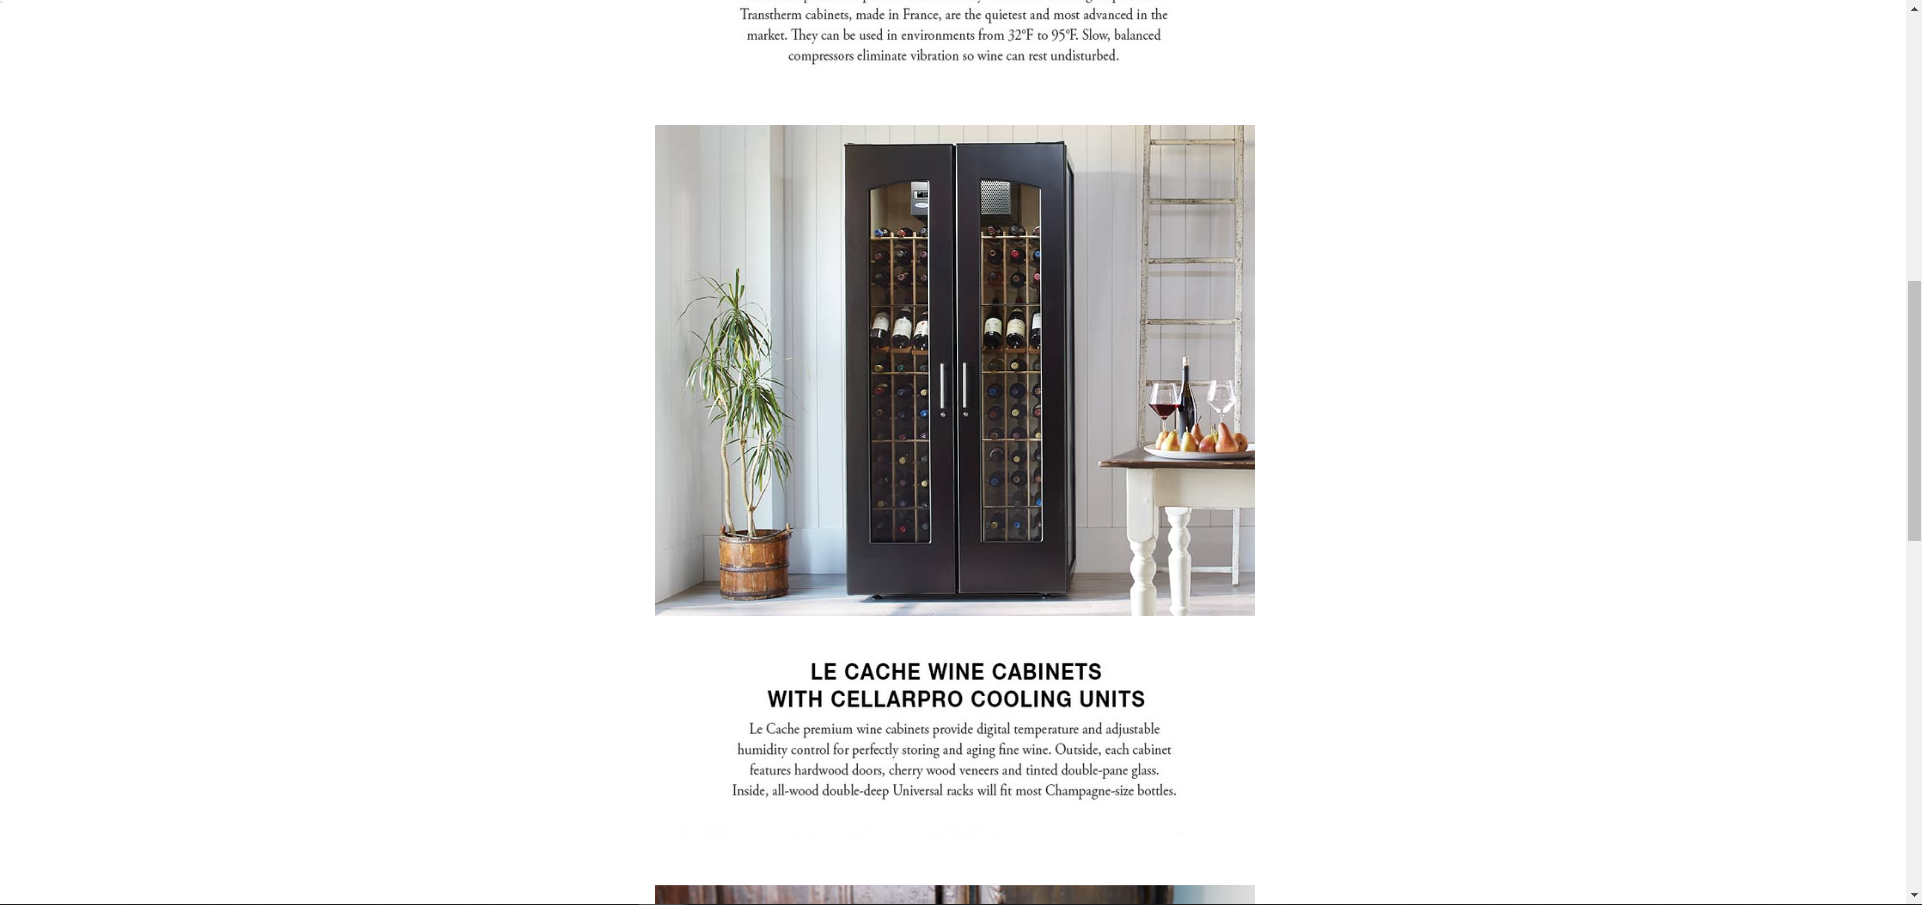 Transtherm cabinets, made in France, are the quietest and most advanced in the
market. They can be used in environments from 32°F to 95°F. Slow, balanced
compressors eliminate vibration so wine can rest undisturbed.
LE CACHE WINE CABINETS
WITH CELLARPRO COOLING UNITS
Le Cache premium wine cabinets provide digital temperature and adjustable
humidity control for perfectly storing and aging fine wine. Outside, each cabinet
features hardwood doors, cherry wood veneers and tinted double-pane glass.
Inside, all-wood double-deep Universal racks will fit most Champagne-size bottles.